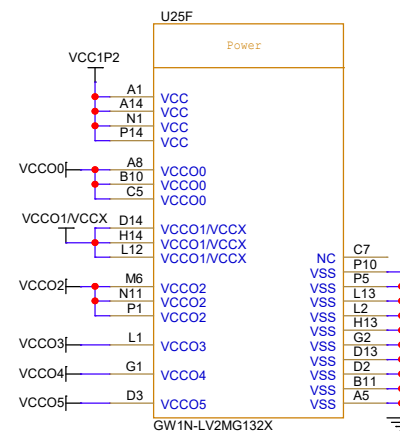 U25F
Power
VCC1P2
A1 VCC
A14 VCC
N1 VCC
P14 VCC
VCCO0 A8 VCCO0
B10 VCCO0
C5 VCCO0
VCCO1/VCCX D14 VCCO1/VCCX
H14 VCCO1/VCCX
L12 VCCO1/VCCX
NC C7
VSS P10
VCCO2 M6 VCCO2
VSS P5
N11 VCCO2
VSS L13
P1 VCCO2
VSS L2
VSS H13
VCCO3 L1 VCCO3
VSS G2
VSS D13
VCCO4 G1 VCCO4
VSS D2
VSS B11
VCCO5 D3 VCCO5
VSS A5
GW1N-LV2MG132X